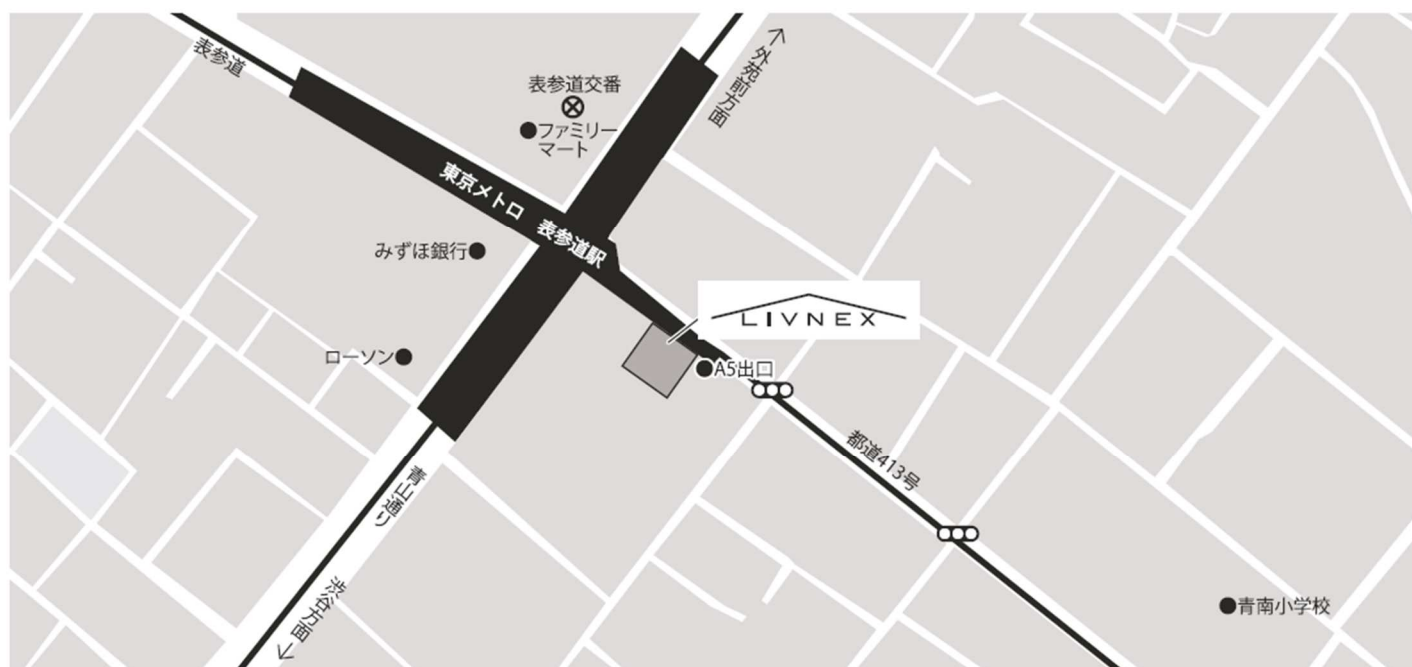 表参道
↑外苑前方面
表参道交番
ファミリー
マート
東京メトロ 表参道駅
みずほ銀行
LIVNEX
ローソン
A5出口
都道413号
青山通り
渋谷方面↓
青南小学校